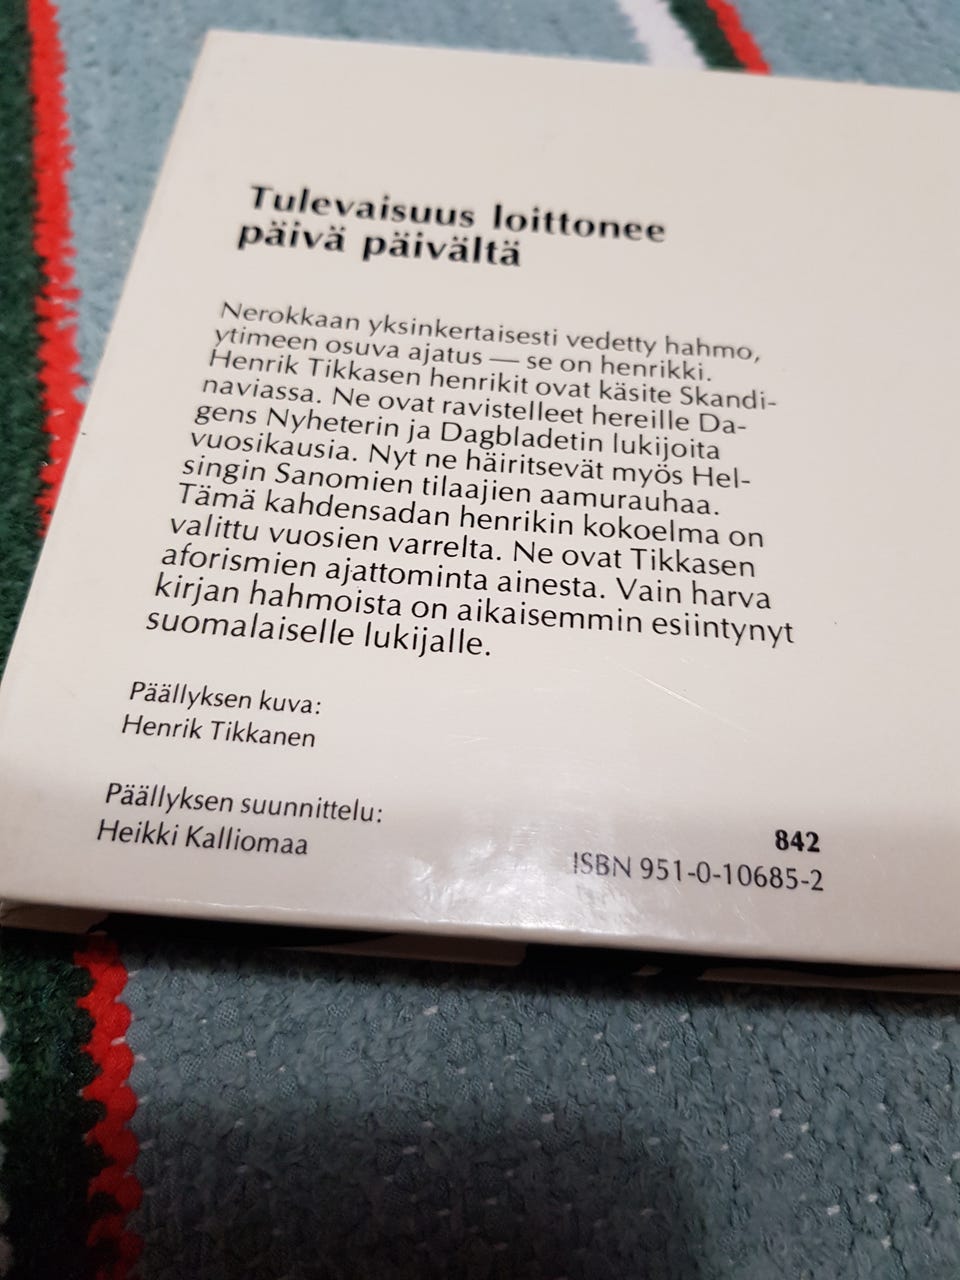 Tulevaisuus loittonee
päivä päivältä
Nerokkaan yksinkertaisesti vedetty hahmo,
ytimeen osuva ajatus — se on henrikki.
Henrik Tikkasen henrikit ovat käsite Skandi-
naviassa. Ne ovat ravistelleet hereille Da-
gens Nyheterin ja Dagbladetin lukijoita
vuosikausia. Nyt ne häiritsevät myös Hel-
singin Sanomien tilaajien aamurauhaa.
Tämä kahdensadan henrikin kokoelma on
valittu vuosien varrelta. Ne ovat Tikkasen
aforismien ajattominta ainesta. Vain harva
kirjan hahmoista on aikaisemmin esiintynyt
suomalaiselle lukijalle.
Päällyksen kuva:
Henrik Tikkanen
Päällyksen suunnittelu:
Heikki Kalliomaa
842
ISBN 951-0-10685-2